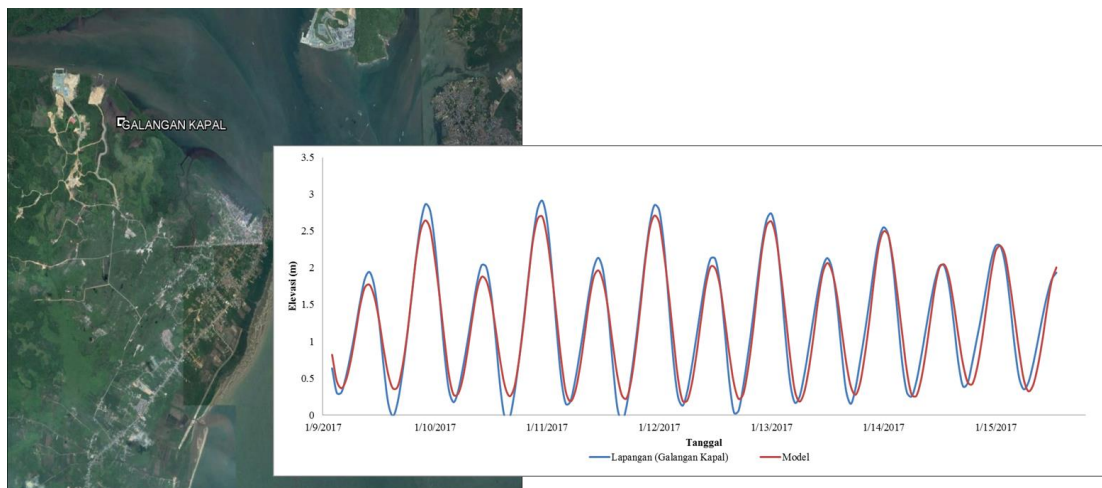 GALANGAN KAPAL
3.5
3
2.5
2
1.5
1
0.5
0
Elevasi (m)
1/9/2017 1/10/2017 1/11/2017 1/12/2017 1/13/2017 1/14/2017 1/15/2017
Tanggal
Lapangan (Galangan Kapal) Model